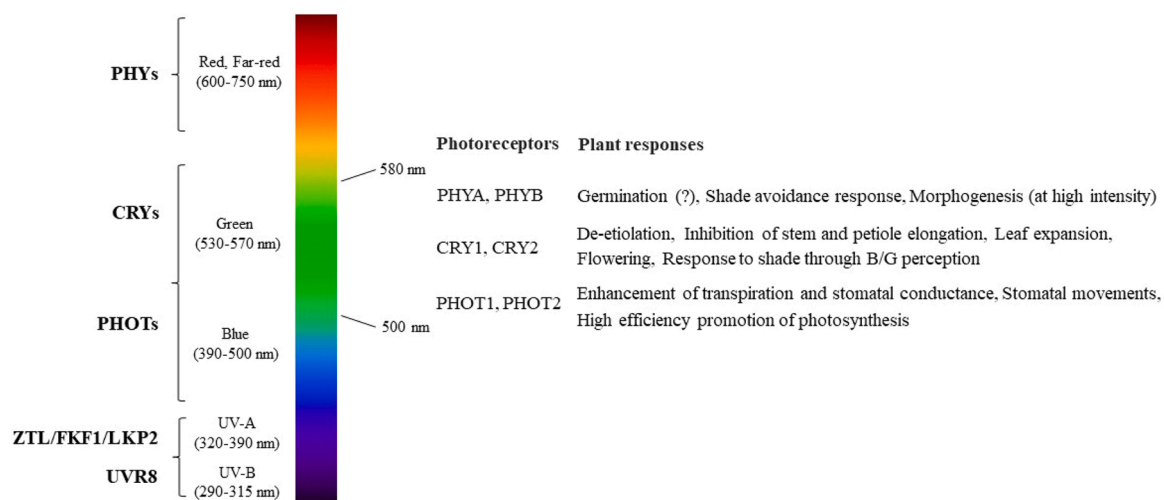 PHYs
Red, Far-red
(600-750 nm)
CRYs
Green
(530-570 nm)
PHOTs
Blue
(390-500 nm)
ZTL/FKF1/LKP2
UV-A
(320-390 nm)
UVR8
UV-B
(290-315 nm)
580 nm
500 nm
Photoreceptors Plant responses
PHYA, PHYB Germination (?), Shade avoidance response, Morphogenesis (at high intensity)
CRY1, CRY2 De-etiolation, Inhibition of stem and petiole elongation, Leaf expansion,
Flowering, Response to shade through B/G perception
PHOT1, PHOT2 Enhancement of transpiration and stomatal conductance, Stomatal movements,
High efficiency promotion of photosynthesis